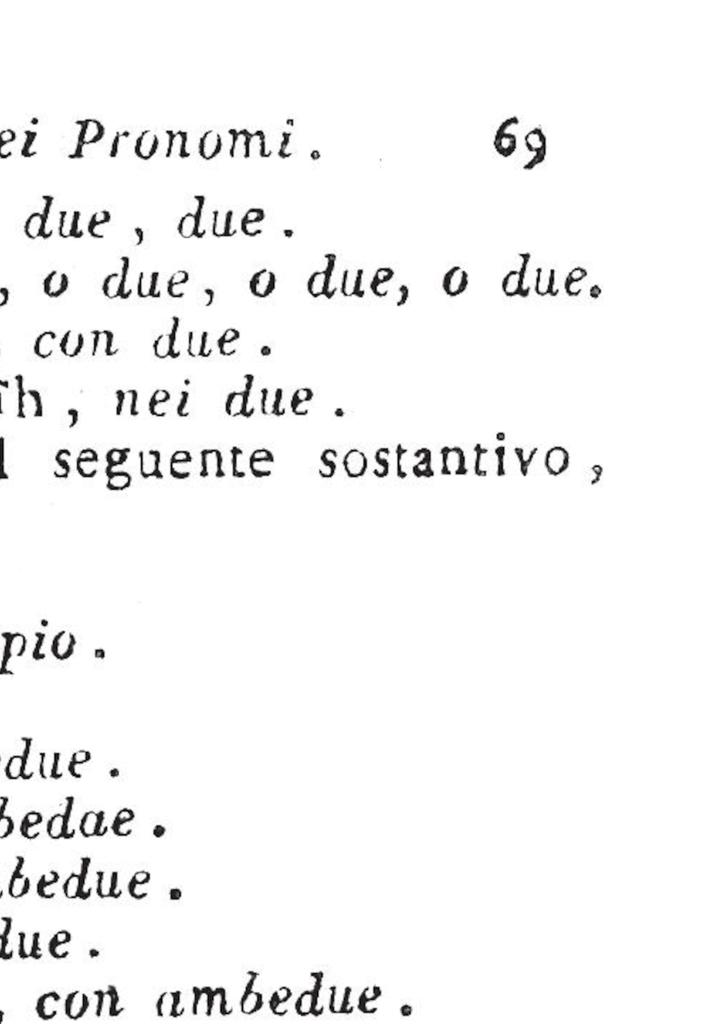 ei Pronomi. 69
due, due.
, o due, o due, o due.
con due.
h, nei due.
seguente sostantivo,
pio.
due.
bedae.
bedue.
due.
, con ambedue.